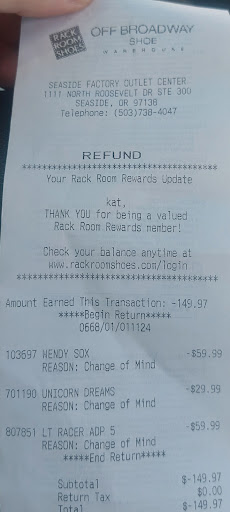 RACK
ROOM
SHOES
OFF BROADWAY
SHOE
WAREHOUSE
SEASIDE FACTORY OUTLET CENTER
1111 NORTH ROOSEVELT DR STE 300
SEASIDE, OR 97138
Telephone: (503)738-4047
REFUND
**************************************
Your Rack Room Rewards Update
kat,
THANK YOU for being a valued
Rack Room Rewards member!
Check your balance anytime at
www.rackroomshoes.com/login
**************************************
Amount Earned This Transaction: -149.97
*****Begin Return*****
0668/01/011124
103697 WENDY SOX -$59.99
REASON: Change of Mind
701190 UNICORN DREAMS -$29.99
REASON: Change of Mind
807851 LT RACER ADP 5 -$59.99
REASON: Change of Mind
*****End Return*****
Subtotal $-149.97
Return Tax $0.00
Total $-149.97